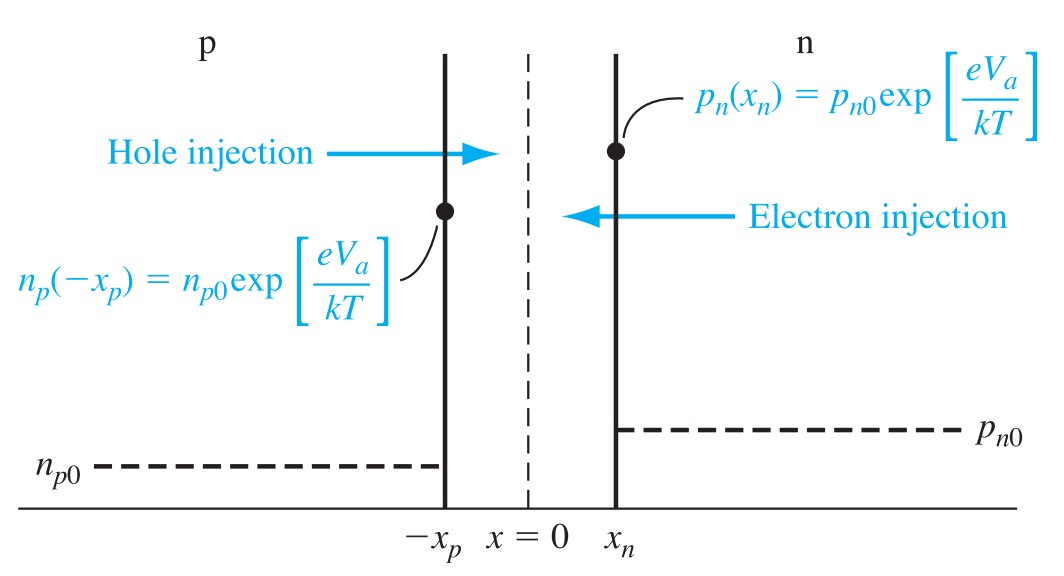 p
n
pₙ(xₙ) = pₙ₀ exp [eVₐ / kT]
Hole injection
Electron injection
nₚ(−xₚ) = nₚ₀ exp [eVₐ / kT]
pₙ₀
nₚ₀
−xₚ x = 0 xₙ